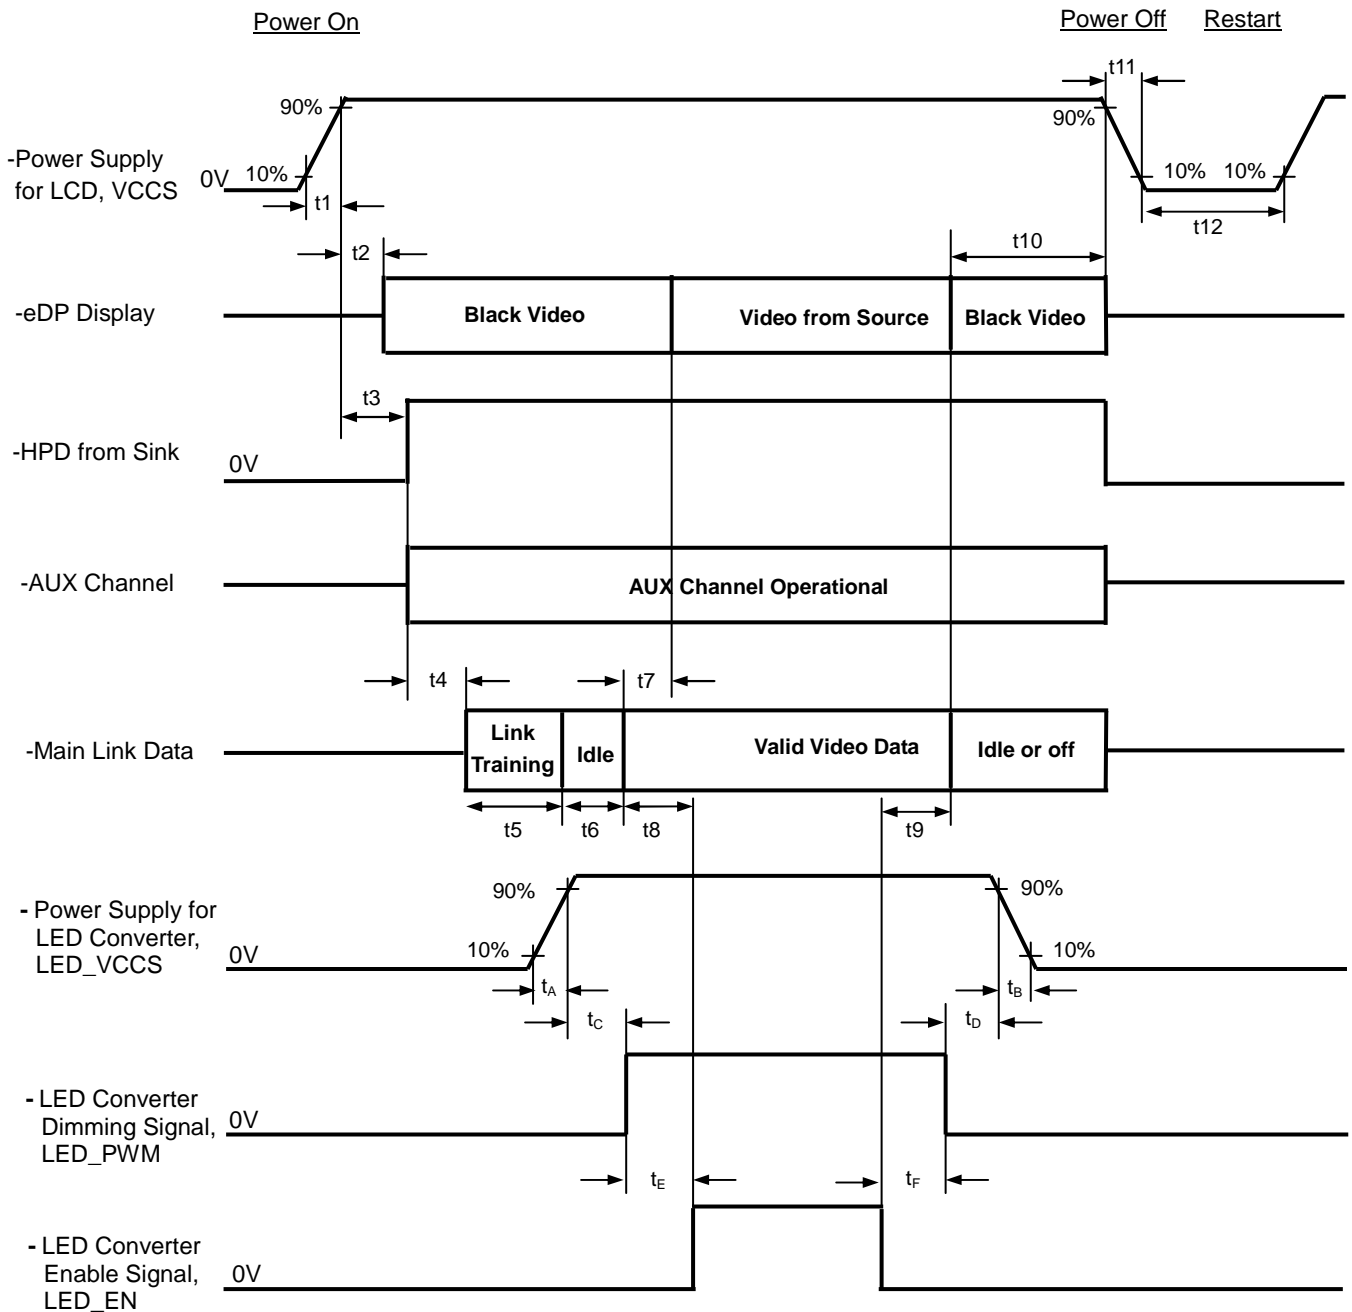 Power On
Power Off
Restart
t11
90%
90%
-Power Supply
for LCD, VCCS
0V
10%
10%
10%
t1
t12
t2
t10
-eDP Display
Black Video
Video from Source
Black Video
t3
-HPD from Sink
0V
-AUX Channel
AUX Channel Operational
t4
t7
-Main Link Data
Link
Training
Idle
Valid Video Data
Idle or off
t5
t6
t8
t9
90%
90%
- Power Supply for
LED Converter,
LED_VCCS
0V
10%
10%
tA
tB
tC
tD
- LED Converter
Dimming Signal,
LED_PWM
0V
tE
tF
- LED Converter
Enable Signal,
LED_EN
0V